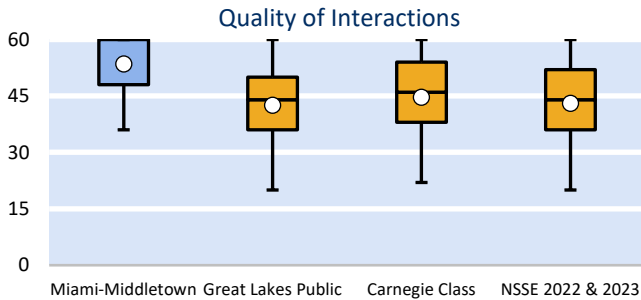 Quality of Interactions
60
45
30
15
0
Miami-Middletown Great Lakes Public Carnegie Class NSSE 2022 & 2023